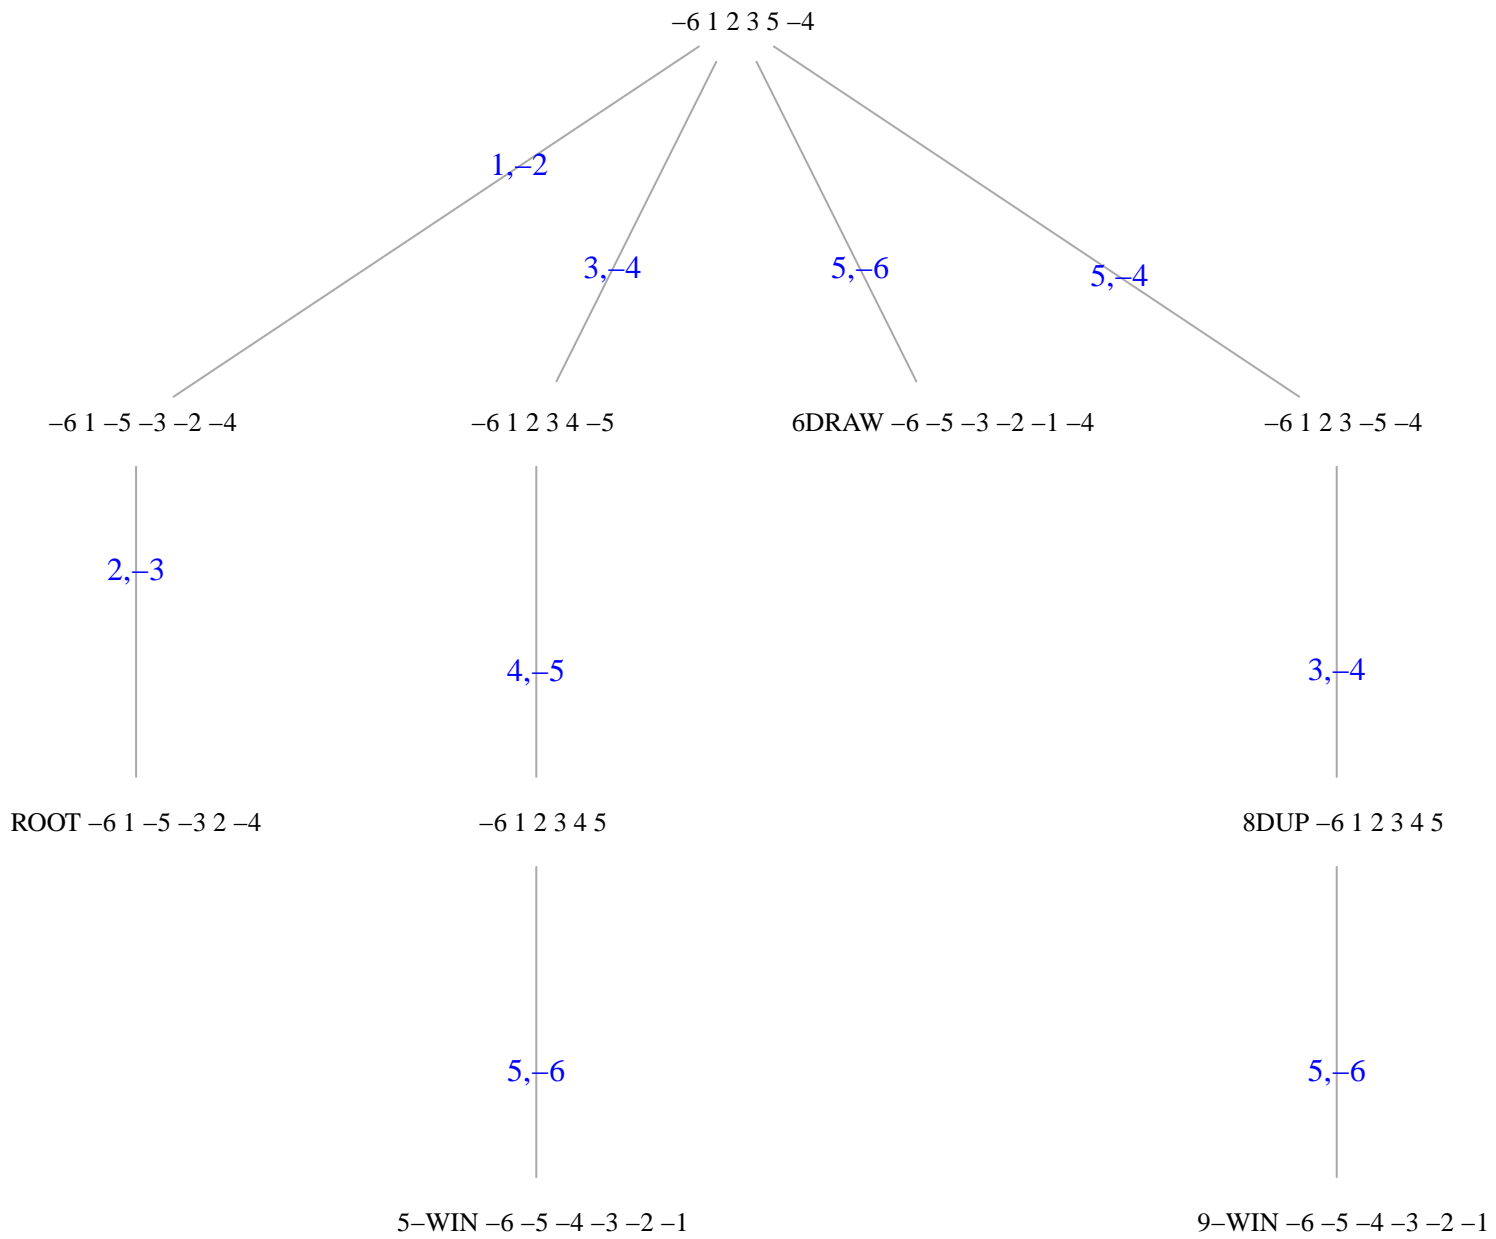 −6 1 2 3 5 −4
1,−2
3,−4
5,−6
5,−4
−6 1 −5 −3 −2 −4
−6 1 2 3 4 −5
6DRAW −6 −5 −3 −2 −1 −4
−6 1 2 3 −5 −4
2,−3
4,−5
3,−4
ROOT −6 1 −5 −3 2 −4
−6 1 2 3 4 5
8DUP −6 1 2 3 4 5
5,−6
5,−6
5−WIN −6 −5 −4 −3 −2 −1
9−WIN −6 −5 −4 −3 −2 −1